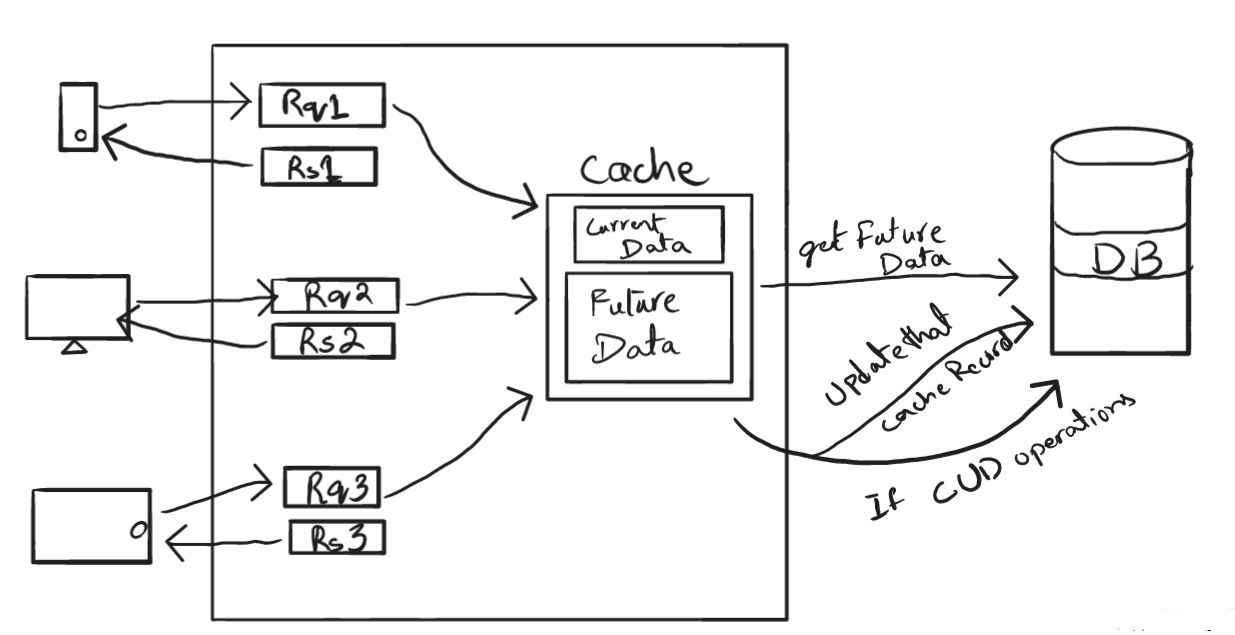 Rq1
Rs1
Cache
Current
Data
Future
Data
get Future
Data
DB
Rq2
Rs2
Update that
Cache Record
If CUD operations
Rq3
Rs3